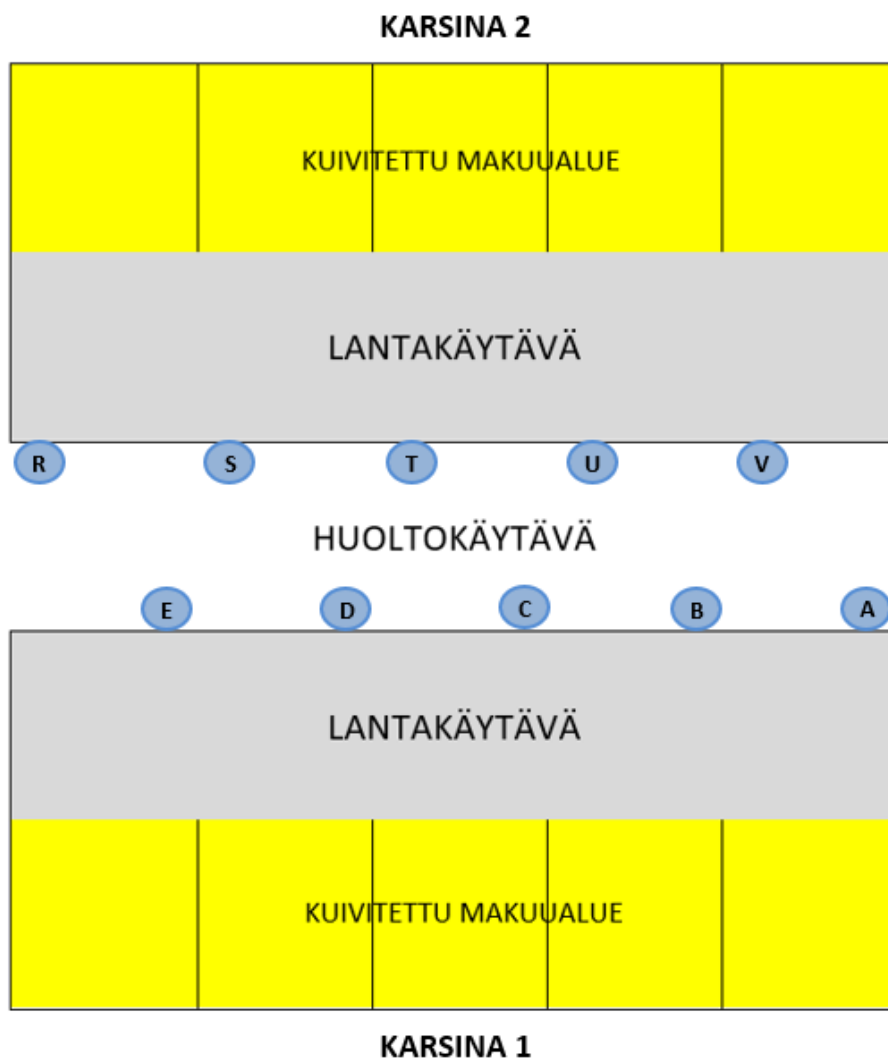 KARSINA 2
KUIVITETTU MAKUUALUE
LANTAKÄYTÄVÄ
R S T U V
HUOLTOKÄYTÄVÄ
E D C B A
LANTAKÄYTÄVÄ
KUIVITETTU MAKUUALUE
KARSINA 1